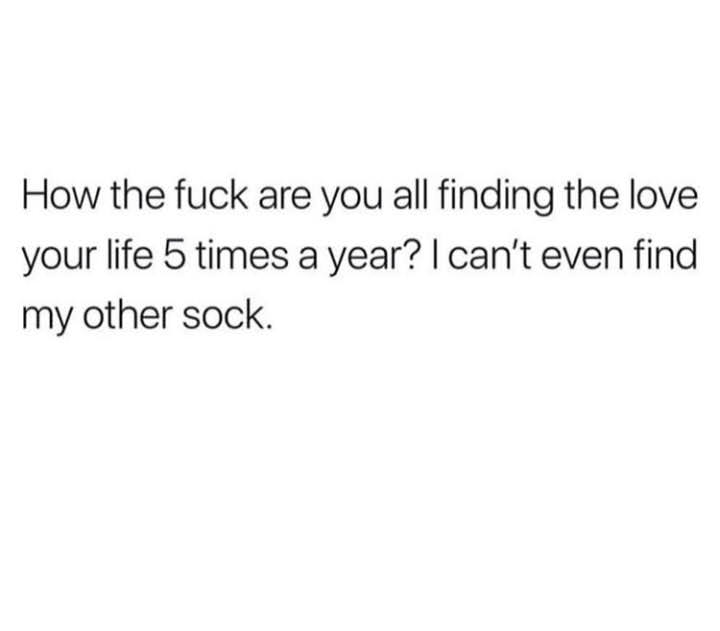 How the fuck are you all finding the love
your life 5 times a year? I can't even find
my other sock.